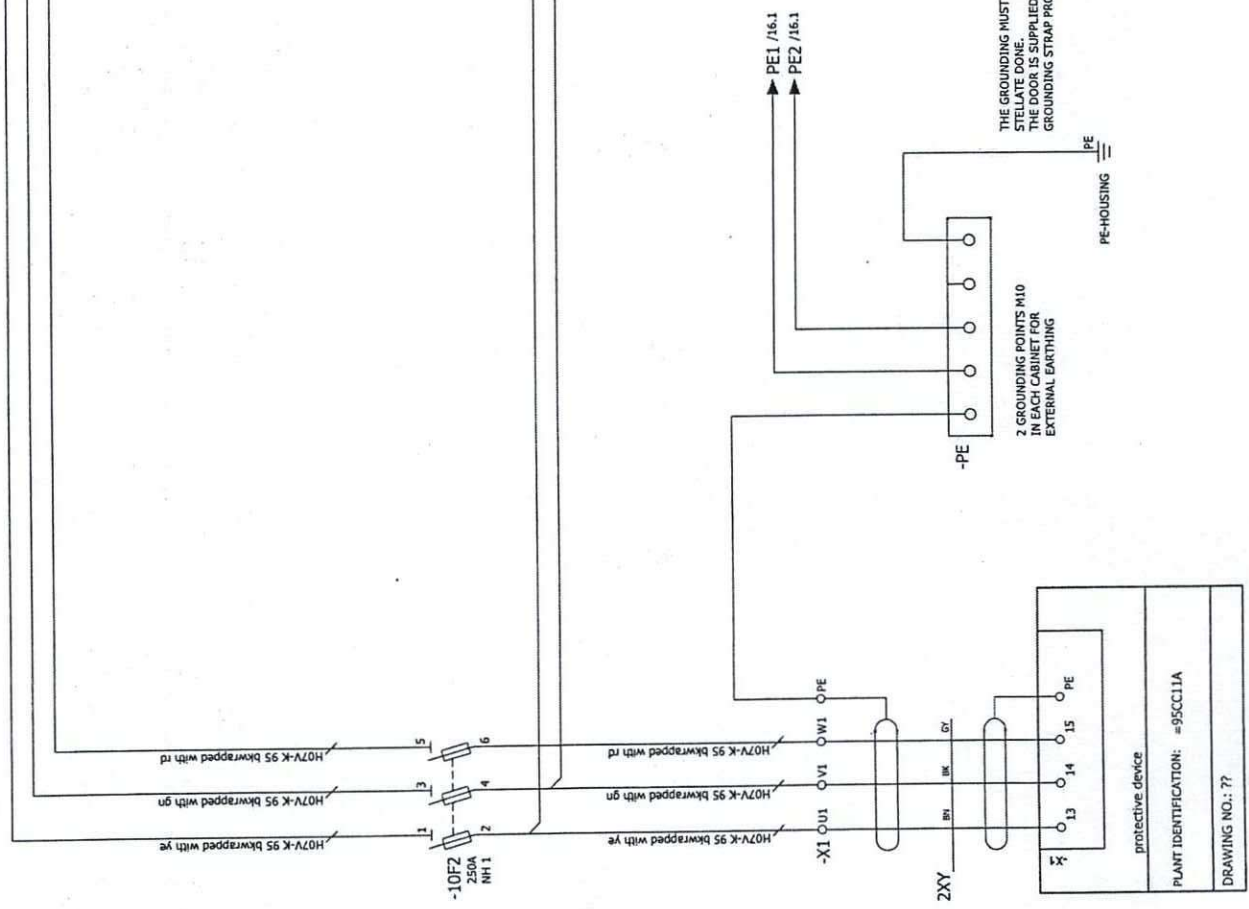 PE1 /16.1
PE2 /16.1
THE GROUNDING MUST
STELLATE DONE.
THE DOOR IS SUPPLIED
GROUNDING STRAP PRO
PE
PE-HOUSING
2 GROUNDING POINTS M10
IN EACH CABINET FOR
EXTERNAL EARTHING
-PE
H07V-K 95 bkwrapped with ye
H07V-K 95 bkwrapped with gn
H07V-K 95 bkwrapped with rd
1
3
5
-10F2
250A
NH 1
2
4
6
H07V-K 95 bkwrapped with ye
H07V-K 95 bkwrapped with gn
H07V-K 95 bkwrapped with rd
-X1
U1
V1
W1
PE
2XY
BN
BK
GY
-X1
13
14
15
PE
protective device
PLANT IDENTIFICATION: =95CC11A
DRAWING NO.: ??